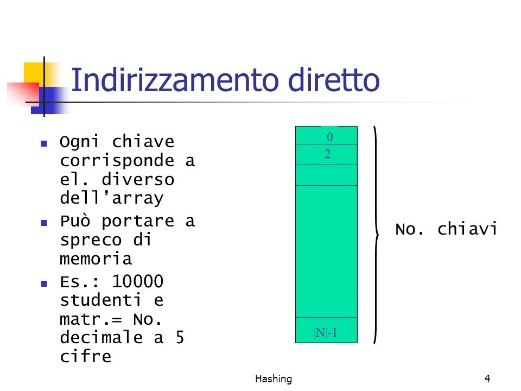 Indirizzamento diretto
Ogni chiave
corrisponde a
el. diverso
dell’array
Può portare a
spreco di
memoria
Es.: 10000
studenti e
matr.= No.
decimale a 5
cifre
0
2
|N|-1
No. chiavi
Hashing
4